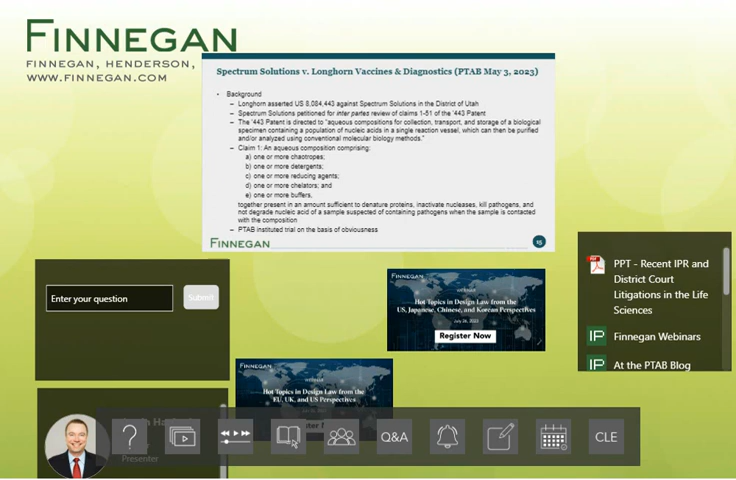 FINNEGAN
FINNEGAN, HENDERSON,
WWW.FINNEGAN.COM
Spectrum Solutions v. Longhorn Vaccines & Diagnostics (PTAB May 3, 2023)
• Background
– Longhorn asserted US 8,084,443 against Spectrum Solutions in the District of Utah
– Spectrum Solutions petitioned for inter partes review of claims 1-51 of the '443 Patent
– The '443 Patent is directed to "aqueous compositions for collection, transport, and storage of a biological
specimen containing a population of nucleic acids in a single reaction vessel, which can then be purified
and/or analyzed using conventional molecular biology methods."
– Claim 1: An aqueous composition comprising:
a) one or more chaotropes;
b) one or more detergents;
c) one or more reducing agents;
d) one or more chelators; and
e) one or more buffers,
together present in an amount sufficient to denature proteins, inactivate nucleases, kill pathogens, and
not degrade nucleic acid of a sample suspected of containing pathogens when the sample is contacted
with the composition
– PTAB instituted trial on the basis of obviousness
FINNEGAN
16
Enter your question
Submit
FINNEGAN
WEBINAR
Hot Topics in Design Law from the
US, Japanese, Chinese, and Korean Perspectives
July 26, 2023
Register Now
PPT - Recent IPR and
District Court
Litigations in the Life
Sciences
IP Finnegan Webinars
IP At the PTAB Blog
FINNEGAN
WEBINAR
Hot Topics in Design Law from the
EU, UK, and US Perspectives
Presenter
?
Q&A
CLE